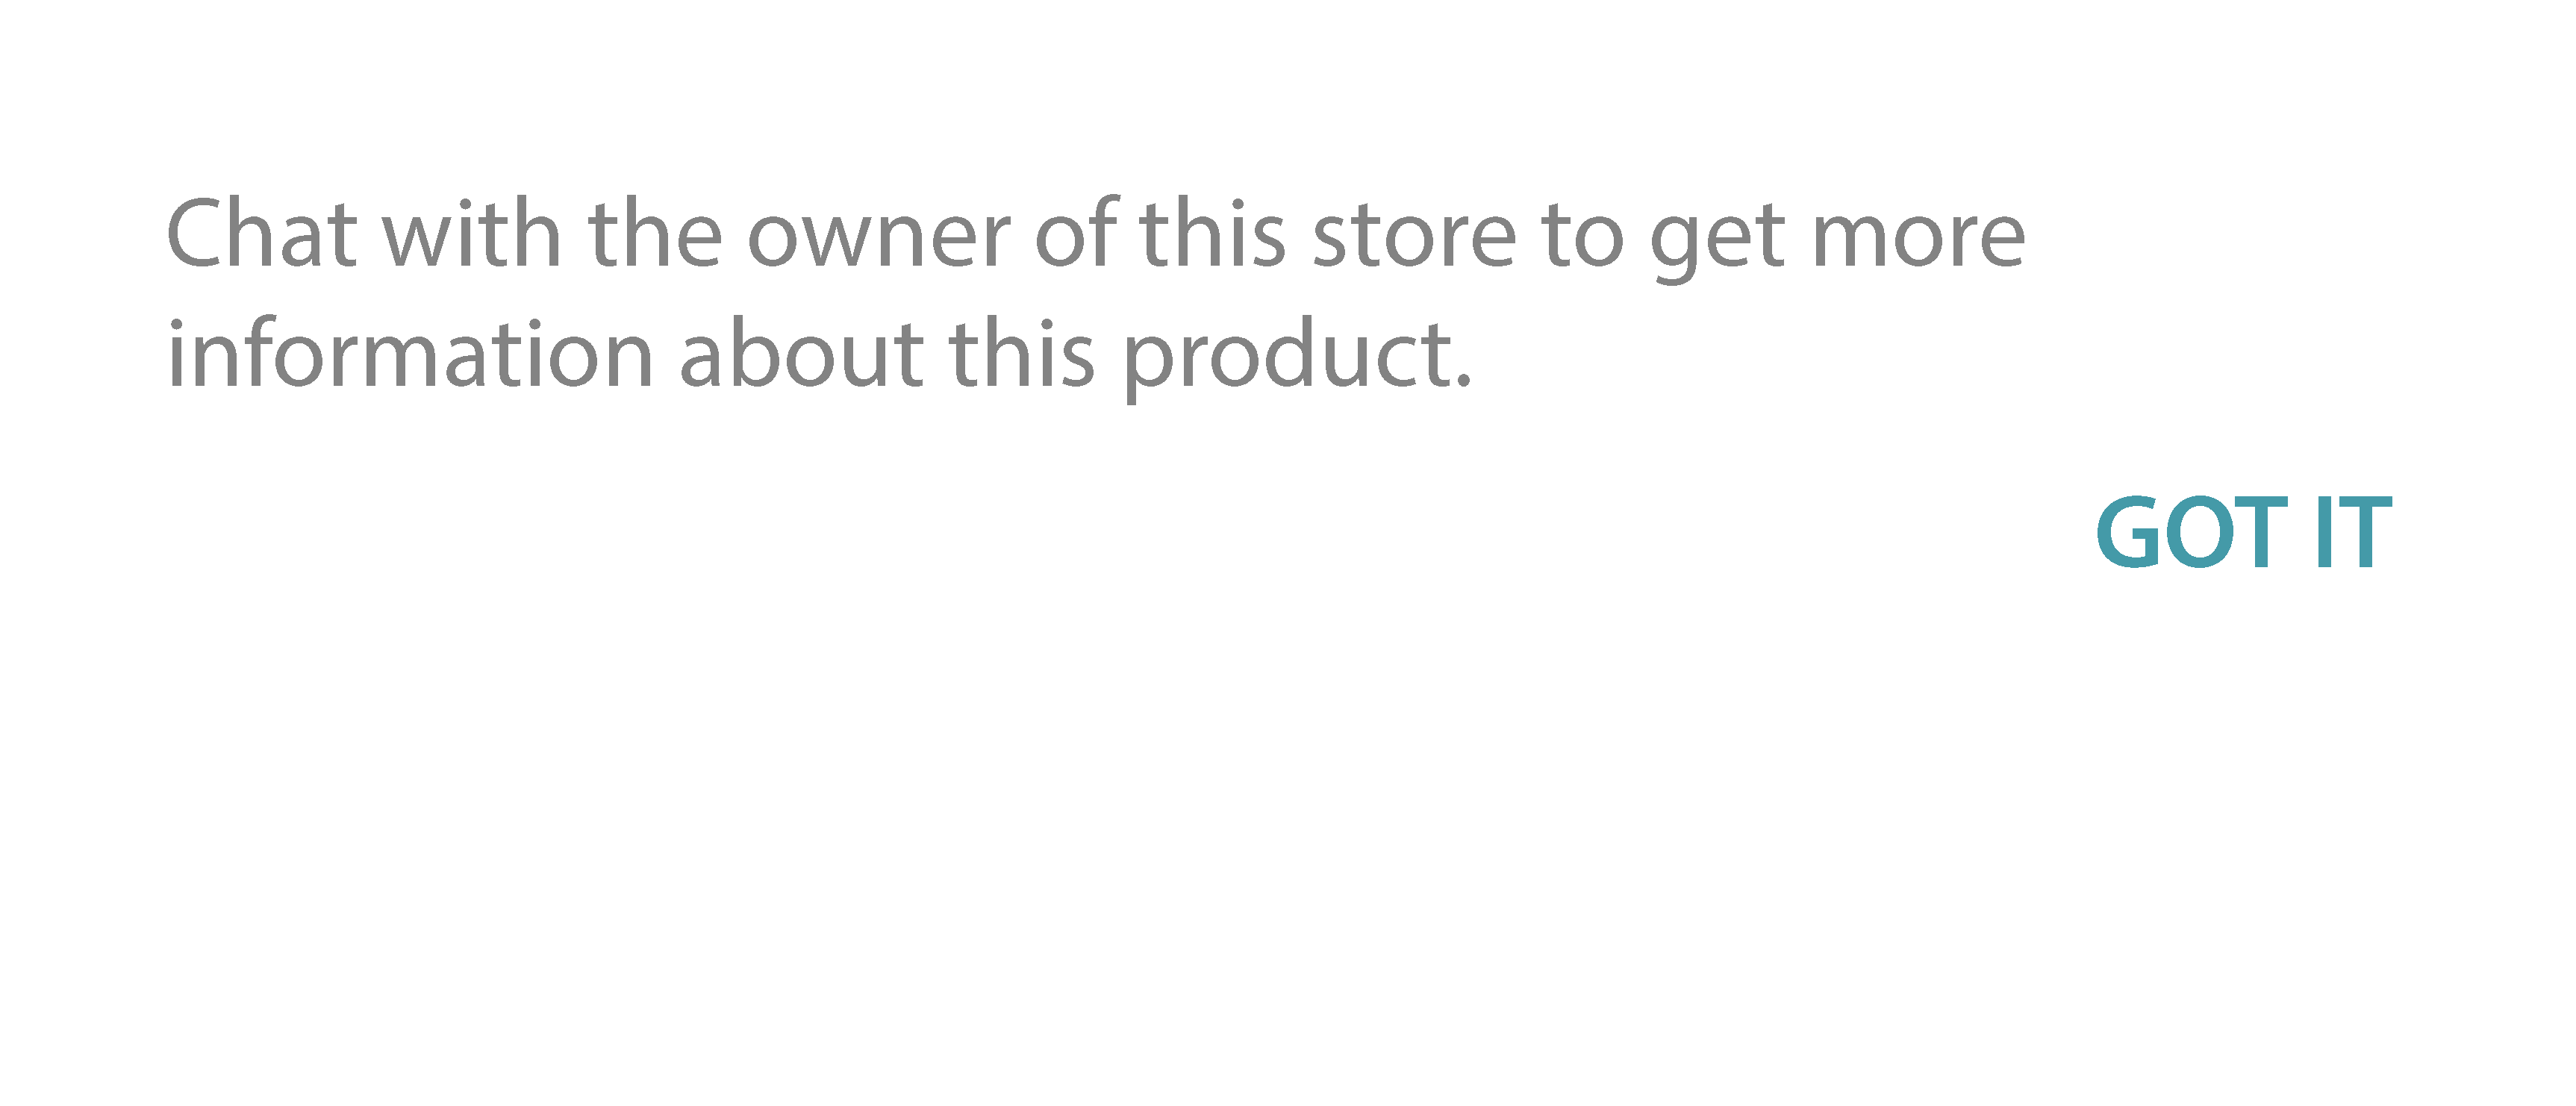 Chat with the owner of this store to get more
information about this product.
GOT IT